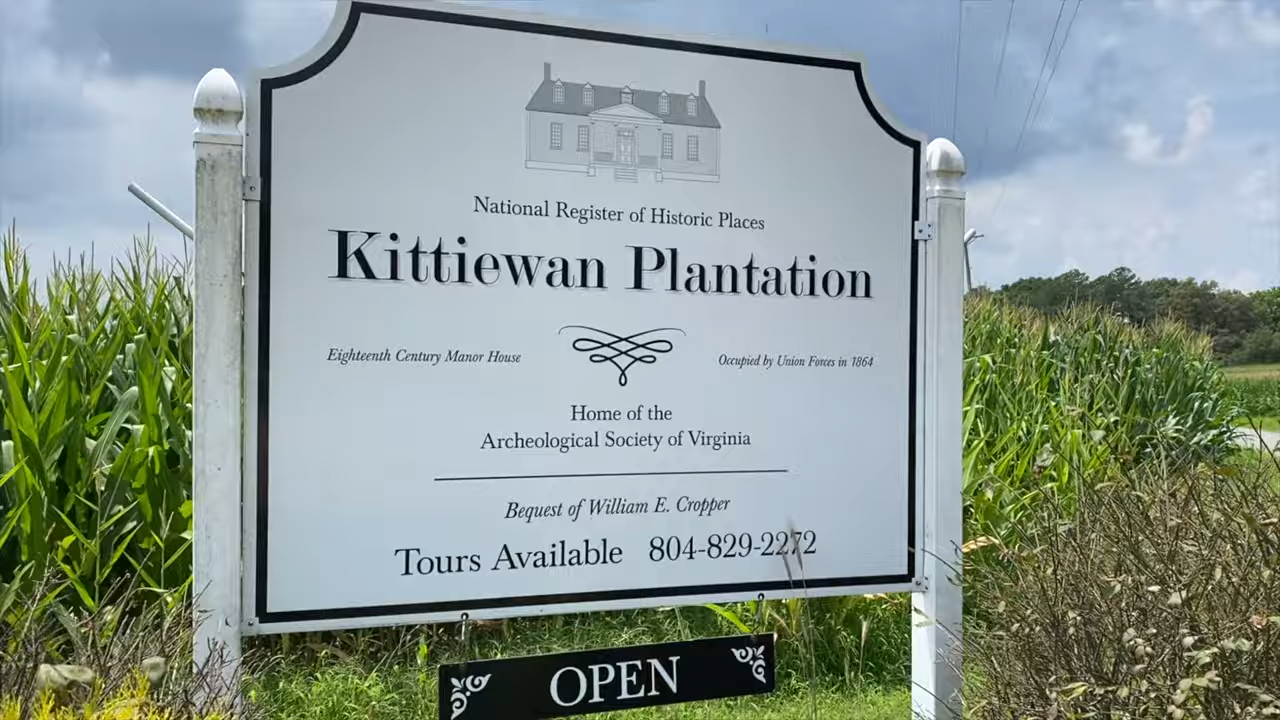 National Register of Historic Places
Kittiewan Plantation
Eighteenth Century Manor House
Occupied by Union Forces in 1864
Home of the
Archeological Society of Virginia
Bequest of William E. Cropper
Tours Available 804-829-2272
OPEN